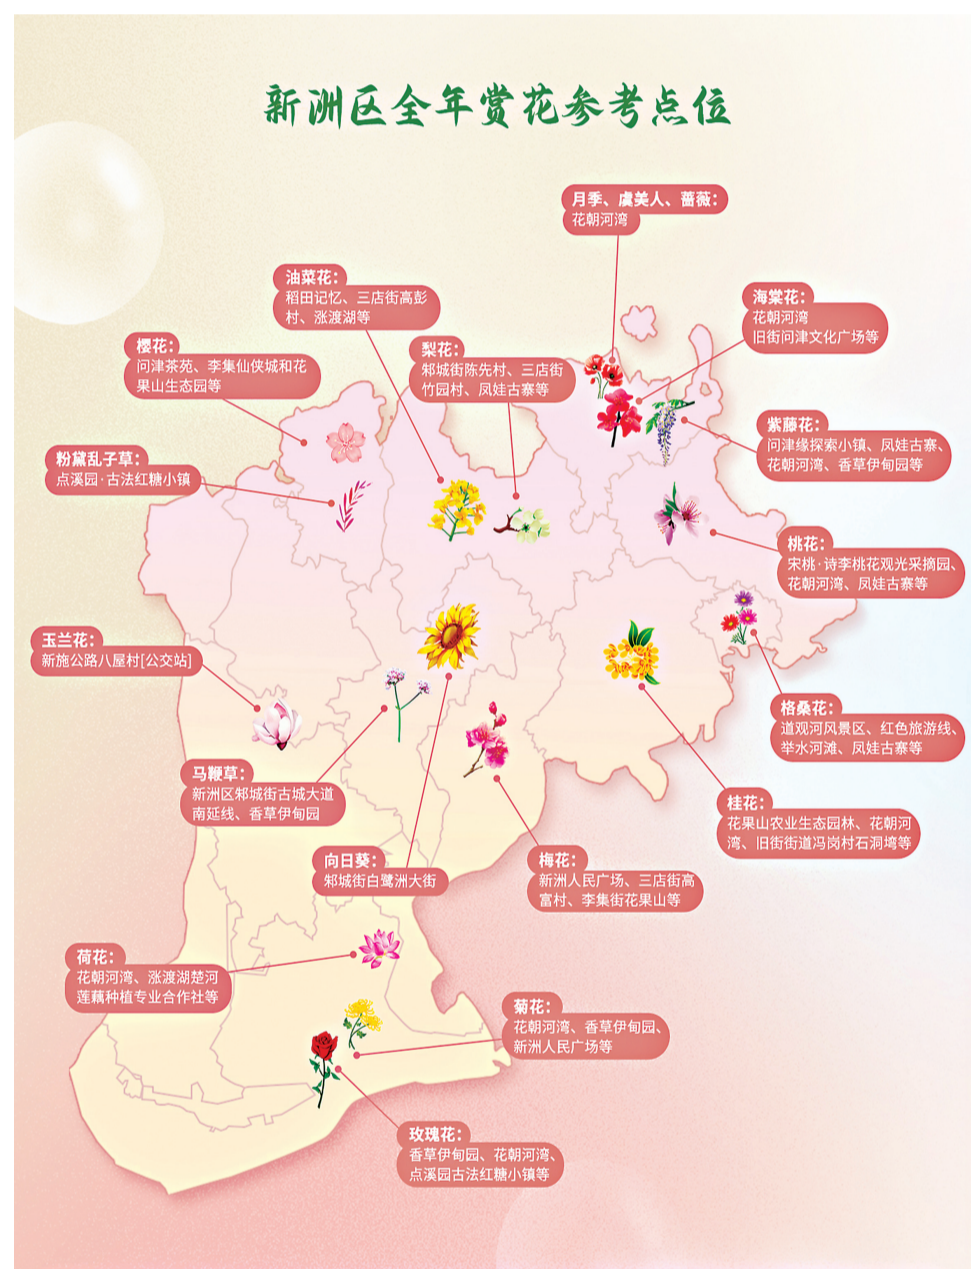 新洲区全年赏花参考点位
月季、虞美人、蔷薇：
花朝河湾
油菜花：
稻田记忆、三店街高彭
村、涨渡湖等
海棠花：
花朝河湾
旧街问津文化广场等
樱花：
问津茶苑、李集仙侠城和花
果山生态园等
梨花：
邾城街陈先村、三店街
竹园村、凤娃古寨等
紫藤花：
问津缘探索小镇、凤娃古寨、
花朝河湾、香草伊甸园等
粉黛乱子草：
点溪园·古法红糖小镇
桃花：
宋桃·诗李桃花观光采摘园、
花朝河湾、凤娃古寨等
玉兰花：
新施公路八屋村[公交站]
格桑花：
道观河风景区、红色旅游线、
举水河滩、凤娃古寨等
马鞭草：
新洲区邾城街古城大道
南延线、香草伊甸园
桂花：
花果山农业生态园林、花朝河
湾、旧街街道冯岗村石洞塆等
向日葵：
邾城街白鹭洲大街
梅花：
新洲人民广场、三店街高
富村、李集街花果山等
荷花：
花朝河湾、涨渡湖楚河
莲藕种植专业合作社等
菊花：
花朝河湾、香草伊甸园、
新洲人民广场等
玫瑰花：
香草伊甸园、花朝河湾、
点溪园古法红糖小镇等